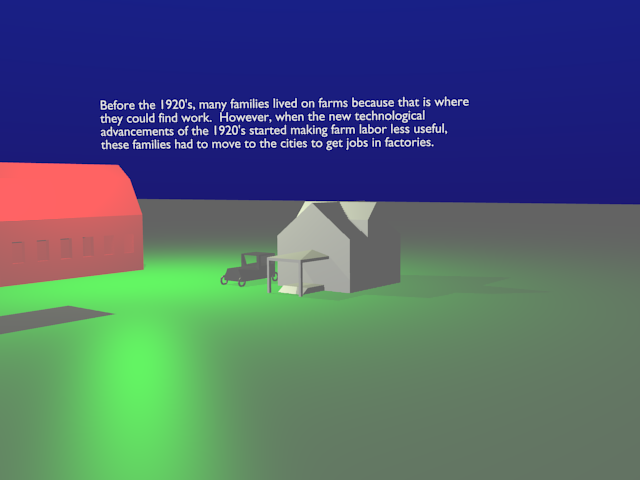 Before the 1920's, many families lived on farms because that is where
they could find work.  However, when the new technological
advancements of the 1920's started making farm labor less useful,
these families had to move to the cities to get jobs in factories.